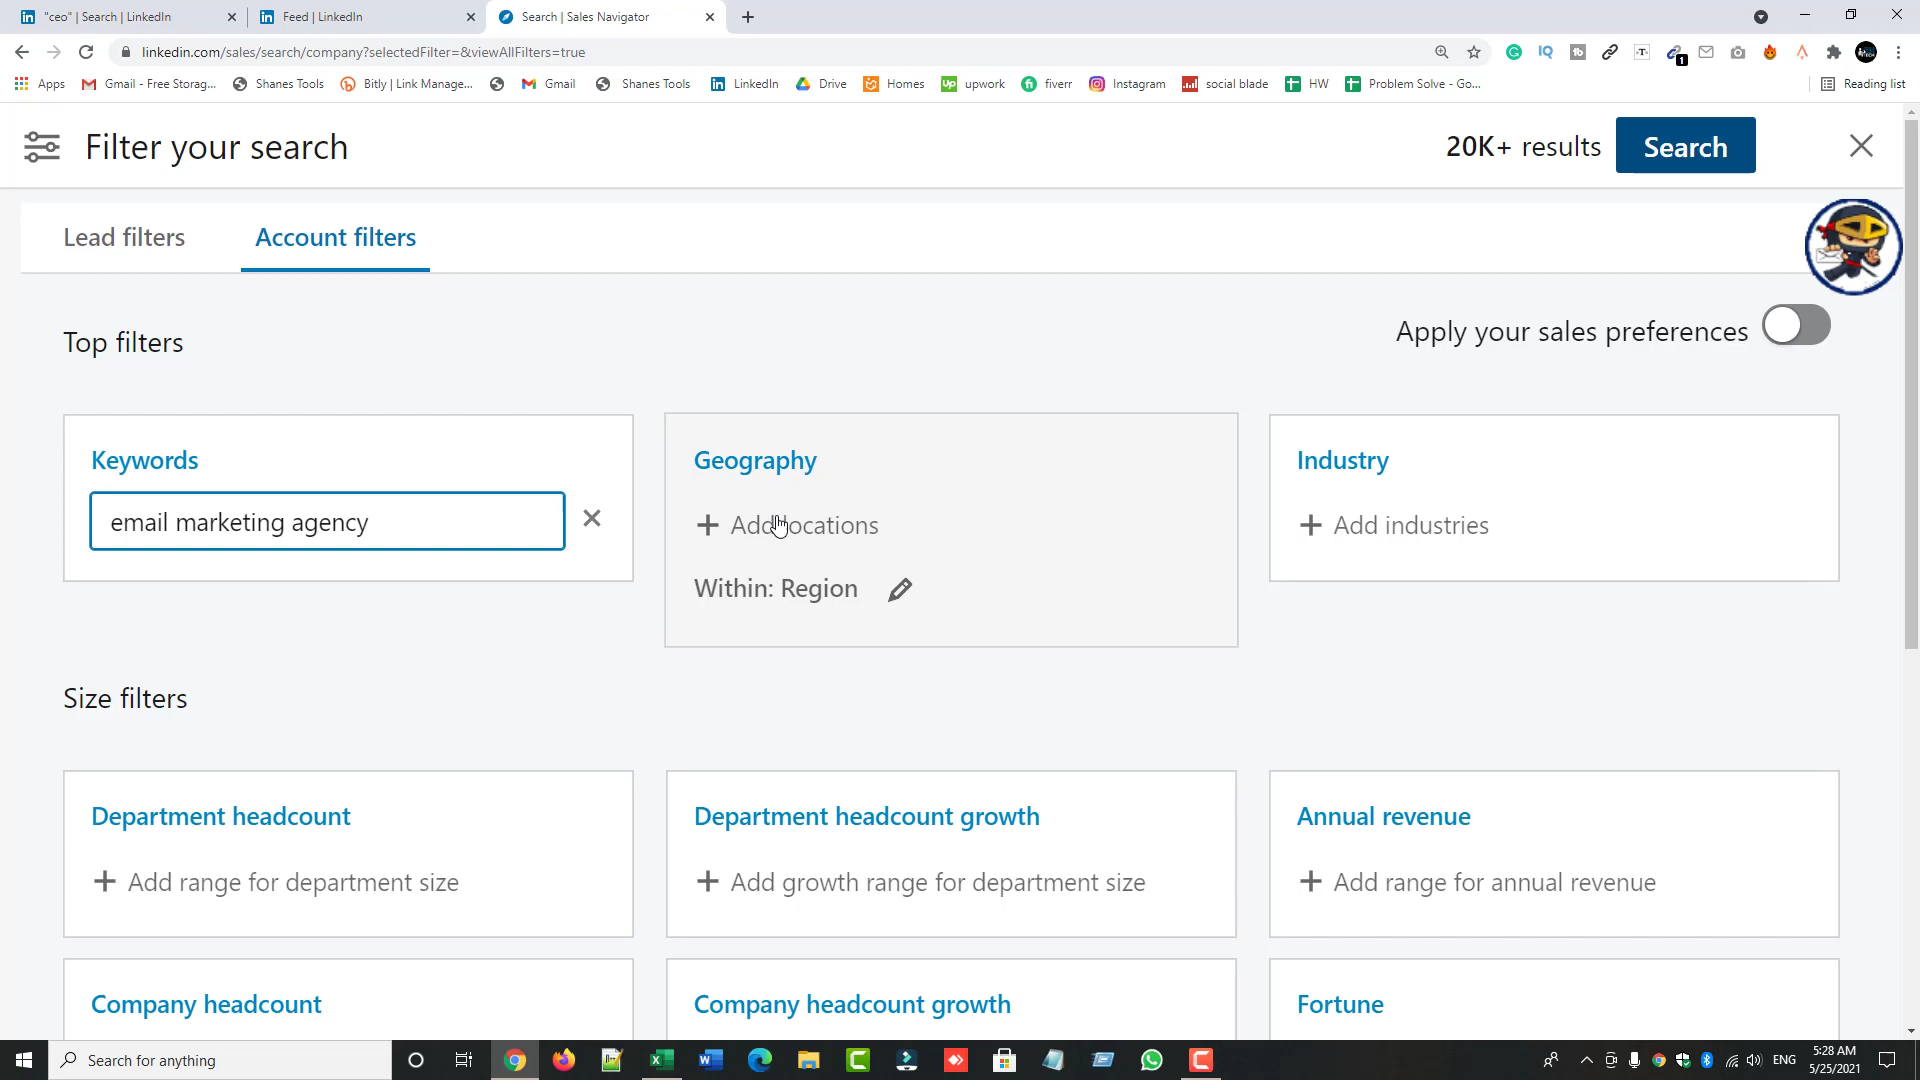 "ceo" | Search | LinkedIn
Feed | LinkedIn
Search | Sales Navigator
linkedin.com/sales/search/company?selectedFilter=&viewAllFilters=true
Apps
Gmail - Free Storag...
Shanes Tools
Bitly | Link Manage...
Gmail
Shanes Tools
LinkedIn
Drive
Homes
upwork
fiverr
Instagram
social blade
HW
Problem Solve - Go...
Reading list
Filter your search
20K+ results
Search
Lead filters
Account filters
Top filters
Apply your sales preferences
Keywords
email marketing agency
Geography
+ Add locations
Within: Region
Industry
+ Add industries
Size filters
Department headcount
+ Add range for department size
Department headcount growth
+ Add growth range for department size
Annual revenue
+ Add range for annual revenue
Company headcount
Company headcount growth
Fortune
Search for anything
ENG
5:28 AM
5/25/2021